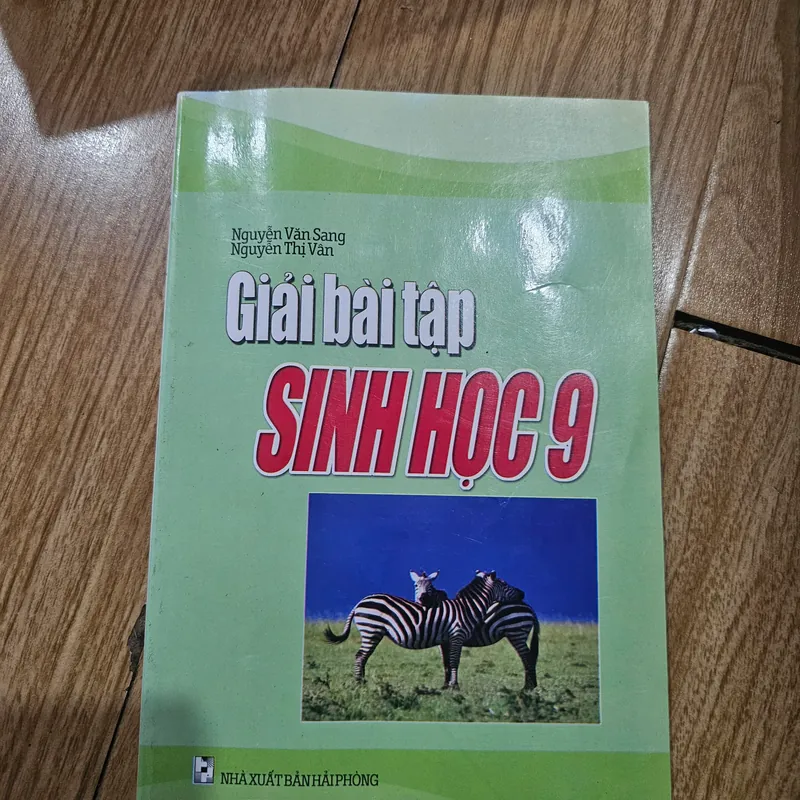 Nguyễn Văn Sang
Nguyễn Thị Vân
Giải bài tập
SINH HỌC 9
NHÀ XUẤT BẢN HẢI PHÒNG